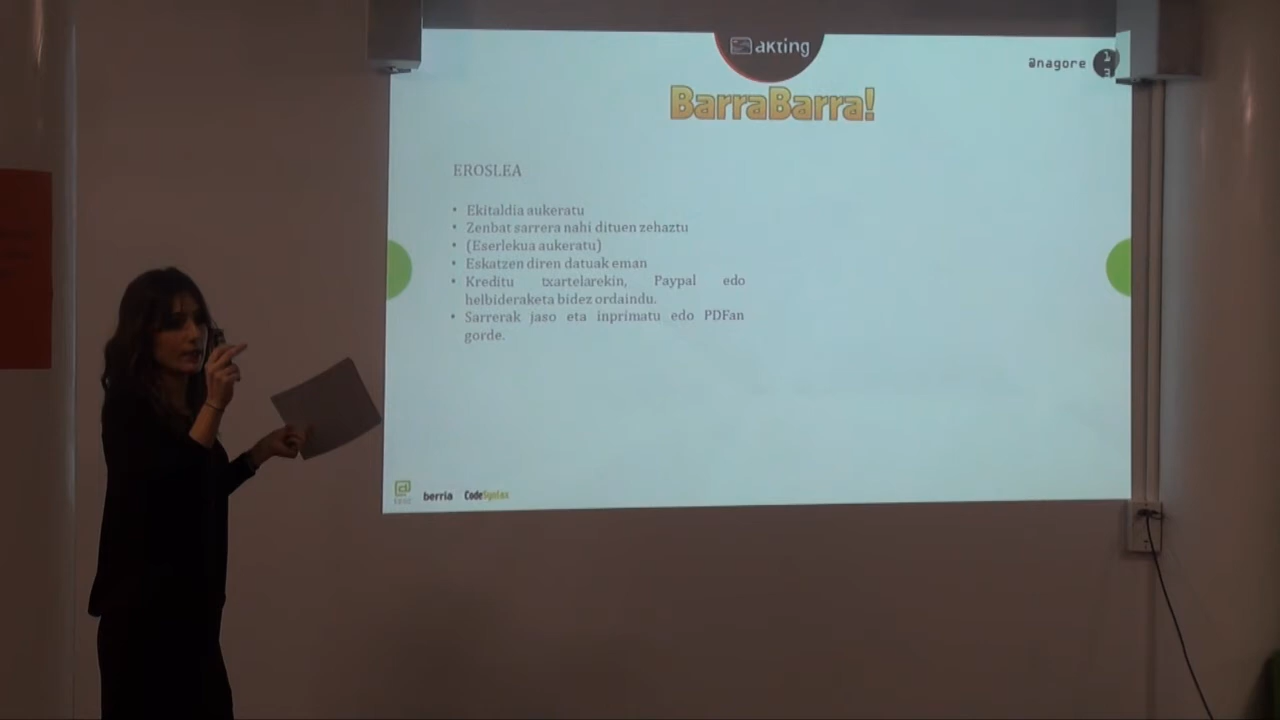 akting
anagore
BarraBarra!
EROSLEA
• Ekitaldia aukeratu
• Zenbat sarrera nahi dituen zehaztu
• (Eserlekua aukeratu)
• Eskatzen diren datuak eman
• Kreditu txartelarekin, Paypal edo
helbideraketa bidez ordaindu.
• Sarrerak jaso eta inprimatu edo PDFan
gorde.
berria CodeSyntax